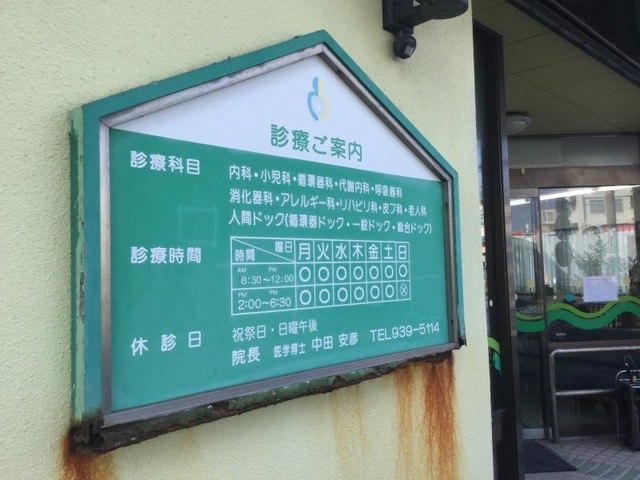 診療ご案内
診療科目 内科・小児科・循環器科・代謝内科・呼吸器科
消化器科・アレルギー科・リハビリ科・皮フ科・老人科
人間ドック(循環器ドック・一般ドック・総合ドック)
診療時間 時間 曜日 月 火 水 木 金 土 日
AM 8:30～PM 12:00 ○ ○ ○ ○ ○ ○ ○
PM 2:00～PM 6:30 ○ ○ ○ ○ ○ ○ ※
休診日 祝祭日・日曜午後
院長 医学博士 中田 安彦 TEL939-5114